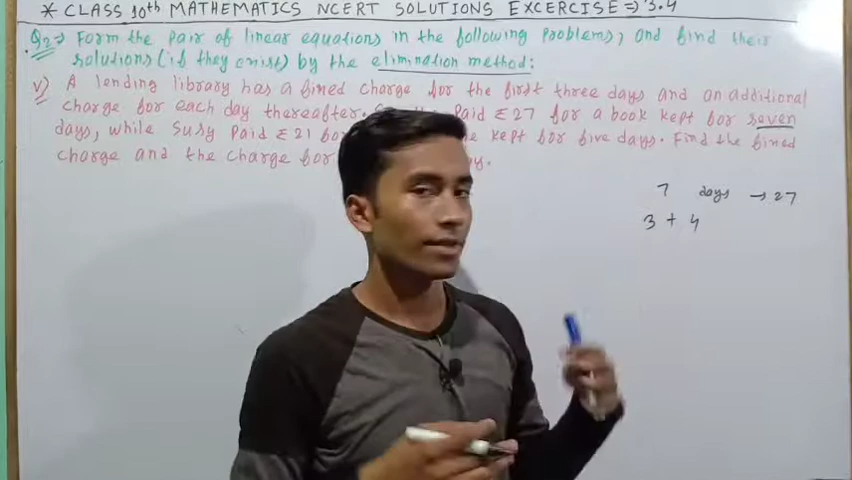 * CLASS 10th MATHEMATICS NCERT SOLUTIONS EXCERCISE ⇒ 3.4
Q2⇒ Form the pair of linear equations in the following problems, and find their
solutions (if they exist) by the elimination method:
v) A lending library has a fixed charge for the first three days and an additional
charge for each day thereafter. Paid ₹27 for a book kept for seven
days, while Susy paid ₹21 for kept for five days. Find the fixed
charge and the charge for
7 days → 27
3 + 4